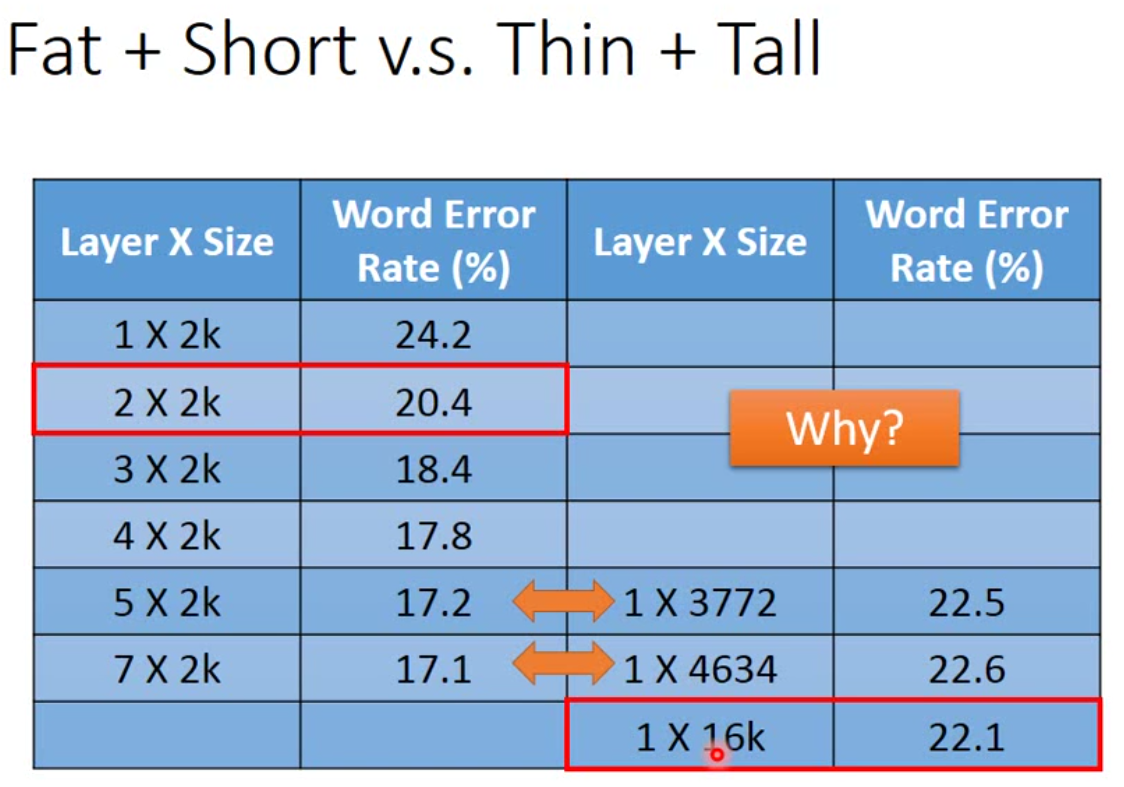 Fat + Short v.s. Thin + Tall
Layer X Size
Word Error
Rate (%)
Layer X Size
Word Error
Rate (%)
1 X 2k 24.2
2 X 2k 20.4
Why?
3 X 2k 18.4
4 X 2k 17.8
5 X 2k 17.2 1 X 3772 22.5
7 X 2k 17.1 1 X 4634 22.6
1 X 16k 22.1